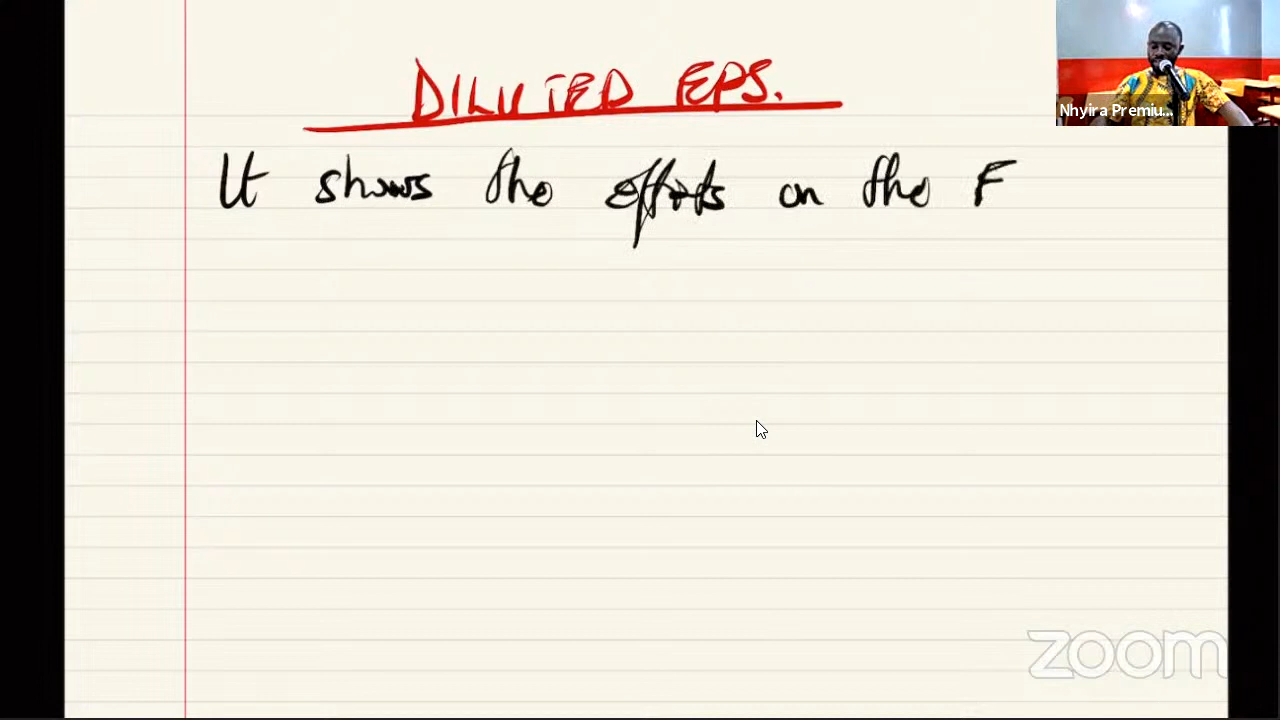 DILUTED EPS.
It shows the effects on the F
Nhyira Premiu...
zoom